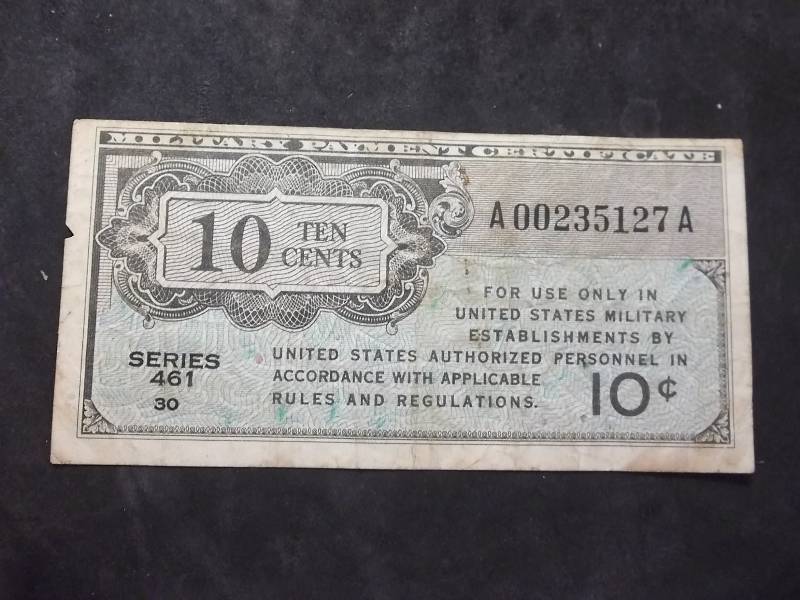 MILITARY PAYMENT CERTIFICATE
A00235127A
10 TEN CENTS
FOR USE ONLY IN
UNITED STATES MILITARY
ESTABLISHMENTS BY
UNITED STATES AUTHORIZED PERSONNEL IN
ACCORDANCE WITH APPLICABLE
RULES AND REGULATIONS.
SERIES
461
30
10¢